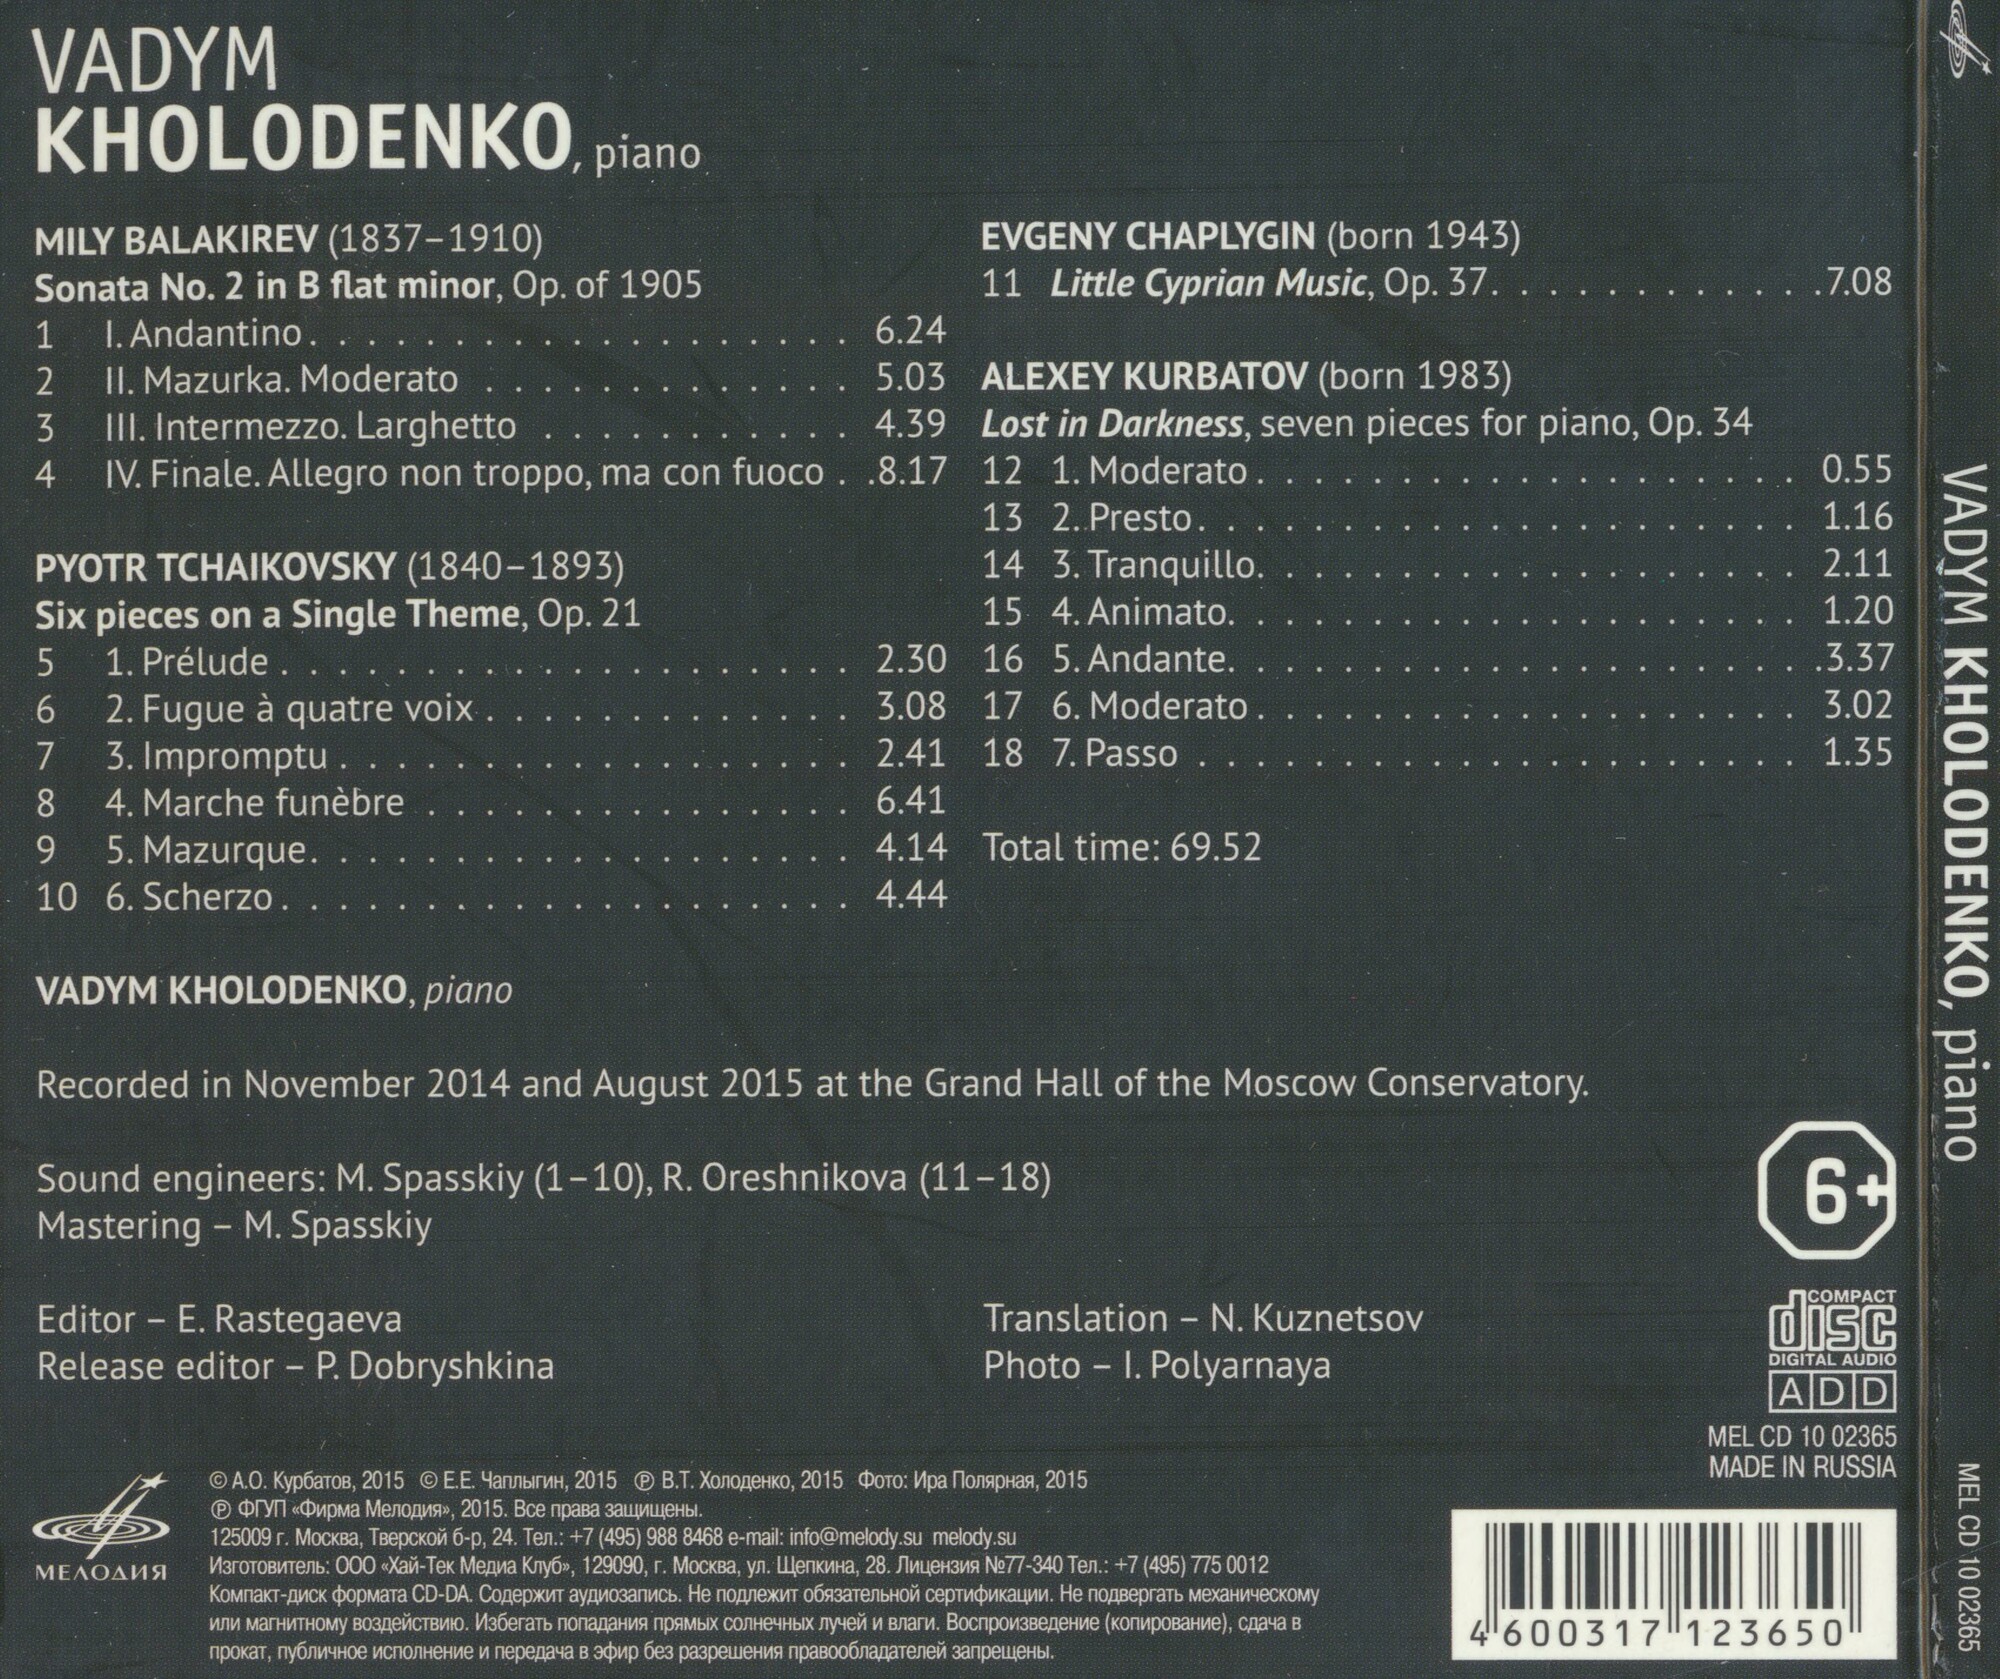 VADYM
KHOLODENKO, piano
MILY BALAKIREV (1837–1910)
Sonata No. 2 in B flat minor, Op. of 1905
1 I. Andantino. . . . . . . . . . . . . . . . . . . 6.24
2 II. Mazurka. Moderato . . . . . . . . . . . . . 5.03
3 III. Intermezzo. Larghetto . . . . . . . . . . . 4.39
4 IV. Finale. Allegro non troppo, ma con fuoco . .8.17
PYOTR TCHAIKOVSKY (1840–1893)
Six pieces on a Single Theme, Op. 21
5 1. Prélude . . . . . . . . . . . . . . . . . . . . 2.30
6 2. Fugue à quatre voix . . . . . . . . . . . . . 3.08
7 3. Impromptu . . . . . . . . . . . . . . . . . . 2.41
8 4. Marche funèbre . . . . . . . . . . . . . . . 6.41
9 5. Mazurque. . . . . . . . . . . . . . . . . . . 4.14
10 6. Scherzo . . . . . . . . . . . . . . . . . . . . 4.44
EVGENY CHAPLYGIN (born 1943)
11 Little Cyprian Music, Op. 37. . . . . . . . . . . . .7.08
ALEXEY KURBATOV (born 1983)
Lost in Darkness, seven pieces for piano, Op. 34
12 1. Moderato . . . . . . . . . . . . . . . . . . . 0.55
13 2. Presto. . . . . . . . . . . . . . . . . . . . . 1.16
14 3. Tranquillo. . . . . . . . . . . . . . . . . . . 2.11
15 4. Animato. . . . . . . . . . . . . . . . . . . . 1.20
16 5. Andante. . . . . . . . . . . . . . . . . . . . .3.37
17 6. Moderato . . . . . . . . . . . . . . . . . . . 3.02
18 7. Passo . . . . . . . . . . . . . . . . . . . . . 1.35
Total time: 69.52
VADYM KHOLODENKO, piano
Recorded in November 2014 and August 2015 at the Grand Hall of the Moscow Conservatory.
Sound engineers: M. Spasskiy (1–10), R. Oreshnikova (11–18)
Mastering – M. Spasskiy
Editor – E. Rastegaeva
Release editor – P. Dobryshkina
Translation – N. Kuznetsov
Photo – I. Polyarnaya
6+
COMPACT
disc
DIGITAL AUDIO
ADD
MEL CD 10 02365
MADE IN RUSSIA
МЕЛОДИЯ
© А.О. Курбатов, 2015 © Е.Е. Чаплыгин, 2015 ℗ В.Т. Холоденко, 2015 Фото: Ира Полярная, 2015
℗ ФГУП «Фирма Мелодия», 2015. Все права защищены.
125009 г. Москва, Тверской б-р, 24. Тел.: +7 (495) 988 8468 e-mail: info@melody.su melody.su
Изготовитель: ООО «Хай-Тек Медиа Клуб», 129090, г. Москва, ул. Щепкина, 28. Лицензия №77-340 Тел.: +7 (495) 775 0012
Компакт-диск формата CD-DA. Содержит аудиозапись. Не подлежит обязательной сертификации. Не подвергать механическому
или магнитному воздействию. Избегать попадания прямых солнечных лучей и влаги. Воспроизведение (копирование), сдача в
прокат, публичное исполнение и передача в эфир без разрешения правообладателей запрещены.
4 600317 123650
VADYM KHOLODENKO, piano
MEL CD 10 02365